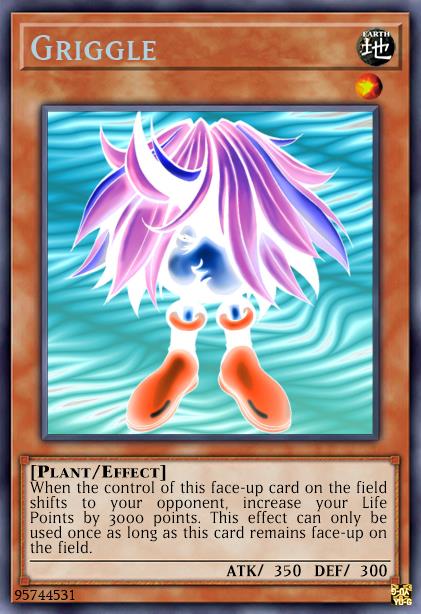 GRIGGLE
EARTH
地
[PLANT/EFFECT]
When the control of this face-up card on the field
shifts to your opponent, increase your Life
Points by 3000 points. This effect can only be
used once as long as this card remains face-up on
the field.
ATK/ 350 DEF/ 300
95744531